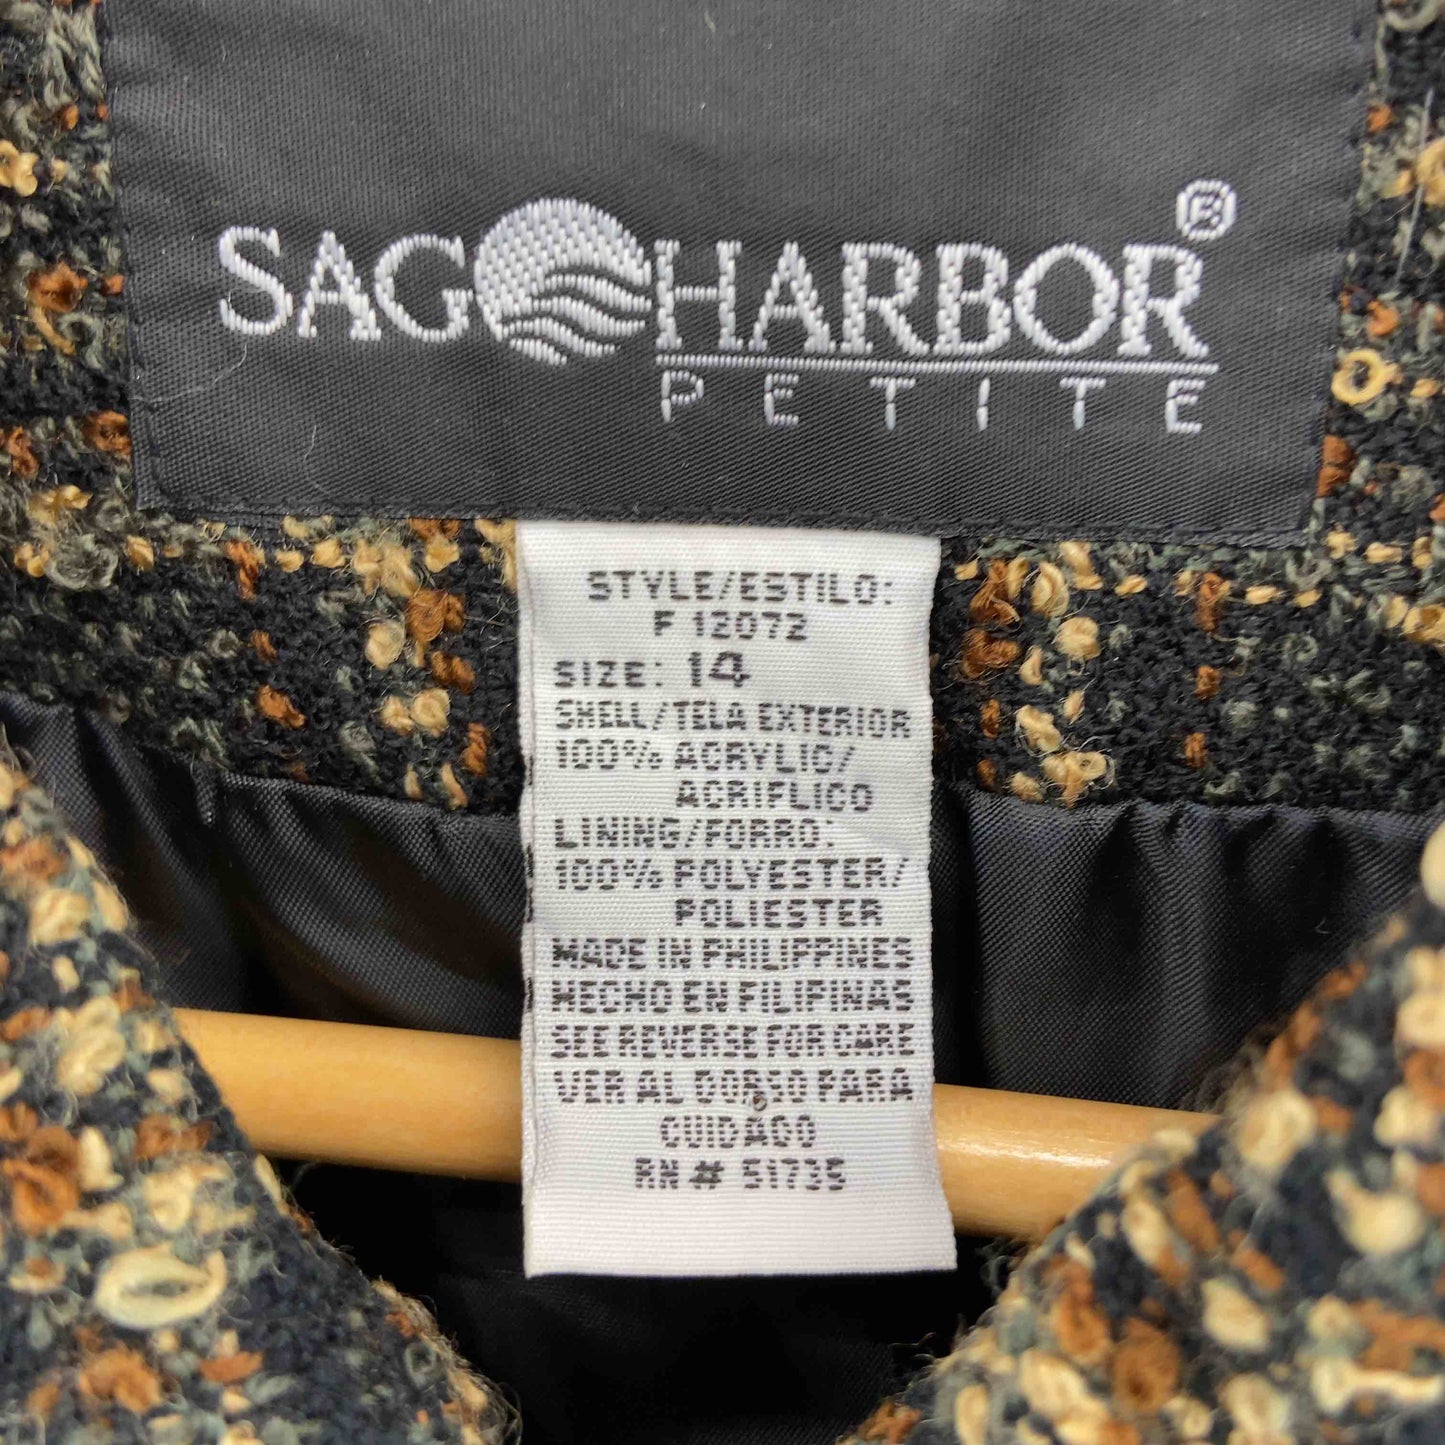 SAG HARBOR®
PETITE
STYLE/ESTILO:
F 12072
SIZE: 14
SHELL/TELA EXTERIOR
100% ACRYLIC/
ACRIFLICO
LINING/FORRO:
100% POLYESTER/
POLIESTER
MADE IN PHILIPPINES
HECHO EN FILIPINAS
SEE REVERSE FOR CARE
VER AL DORSO PARA
CUIDADO
RN # 51735